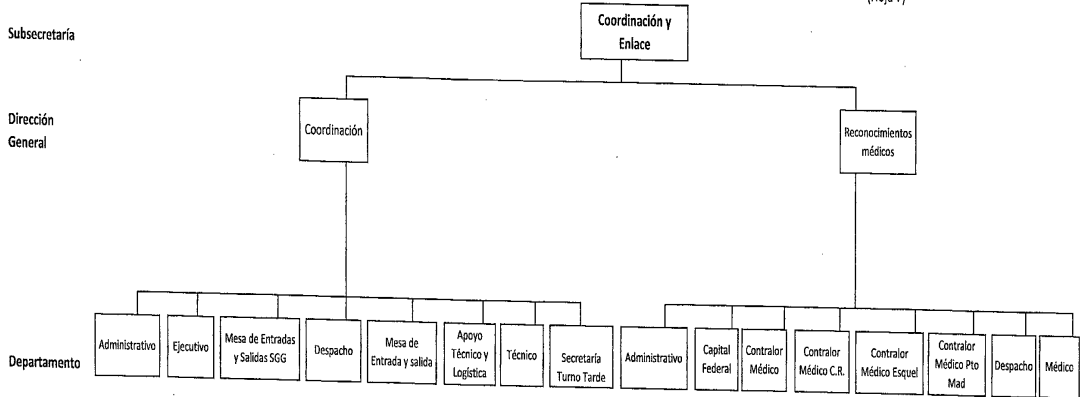 Subsecretaría
Coordinación y
Enlace
Dirección
General
Coordinación
Reconocimientos
médicos
Departamento
Administrativo
Ejecutivo
Mesa de Entradas
y Salidas SGG
Despacho
Mesa de
Entrada y salida
Apoyo
Técnico y
Logística
Técnico
Secretaría
Turno Tarde
Administrativo
Capital
Federal
Contralor
Médico
Contralor
Médico C.R.
Contralor
Médico Esquel
Contralor
Médico Pto
Mad
Despacho
Médico